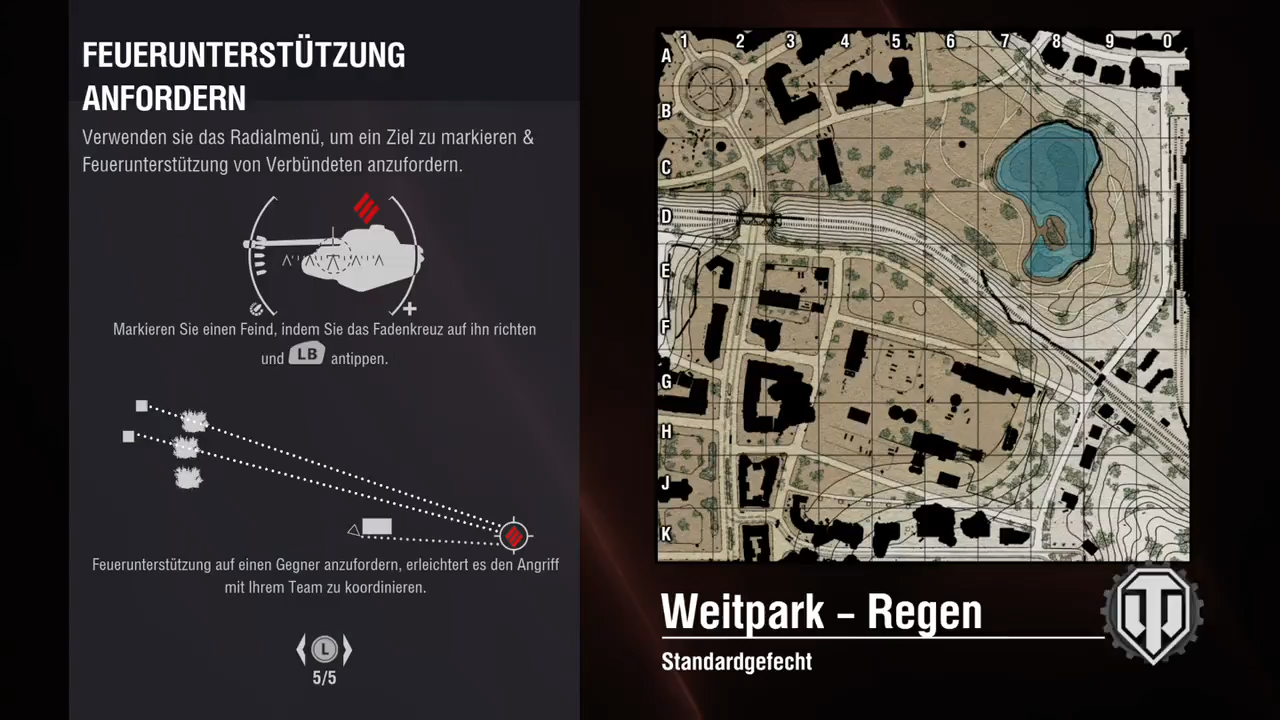 FEUERUNTERSTÜTZUNG
ANFORDERN
Verwenden sie das Radialmenü, um ein Ziel zu markieren &
Feuerunterstützung von Verbündeten anzufordern.
Markieren Sie einen Feind, indem Sie das Fadenkreuz auf ihn richten
und LB antippen.
Feuerunterstützung auf einen Gegner anzufordern, erleichtert es den Angriff
mit Ihrem Team zu koordinieren.
L
5/5
1 2 3 4 5 6 7 8 9 0
A
B
C
D
E
F
G
H
J
K
Weitpark – Regen
Standardgefecht